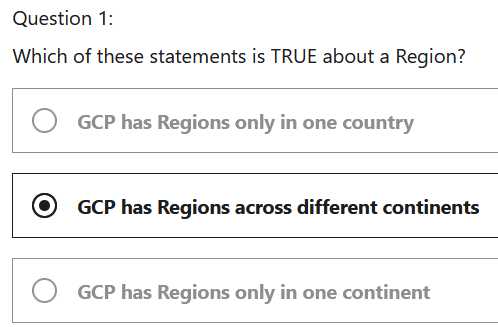 Question 1:
Which of these statements is TRUE about a Region?
GCP has Regions only in one country
GCP has Regions across different continents
GCP has Regions only in one continent